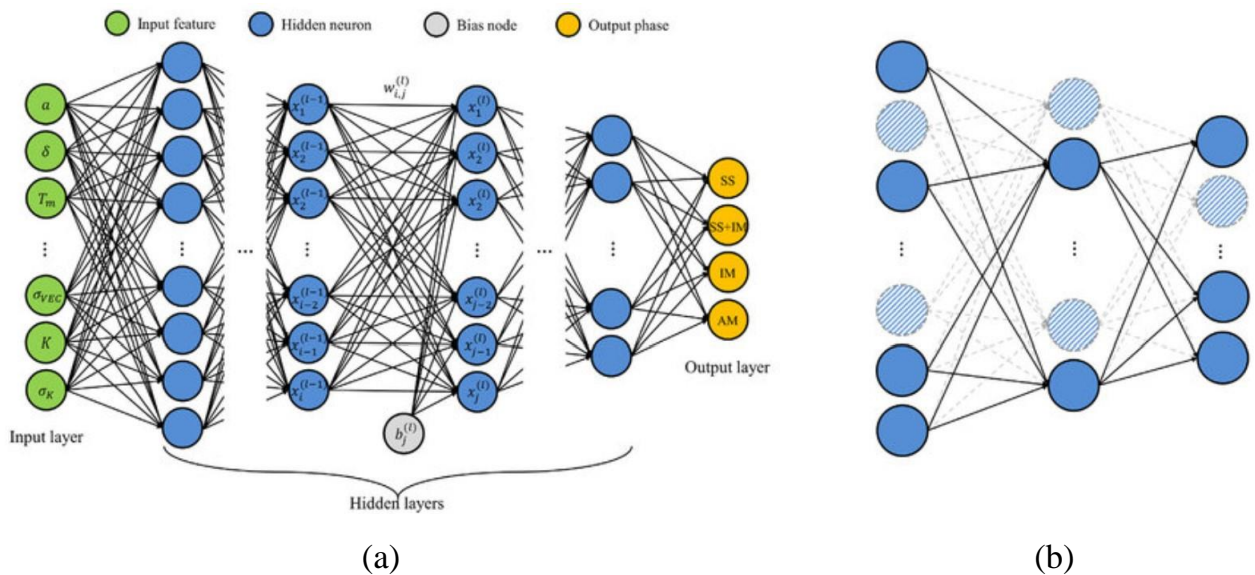 Input feature Hidden neuron Bias node Output phase
a
δ
T_m
⋮
σ_VEC
K
σ_K
Input layer
...
x_1^(l-1)
x_2^(l-1)
x_2^(l-1)
⋮
x_{i-2}^(l-1)
x_{i-1}^(l-1)
x_i^(l-1)
w_{i,j}^(l)
x_1^(l)
x_2^(l)
x_2^(l)
⋮
x_{j-2}^(l)
x_{j-1}^(l)
x_j^(l)
b_j^(l)
...
SS
SS+IM
IM
AM
Output layer
Hidden layers
(a)
(b)